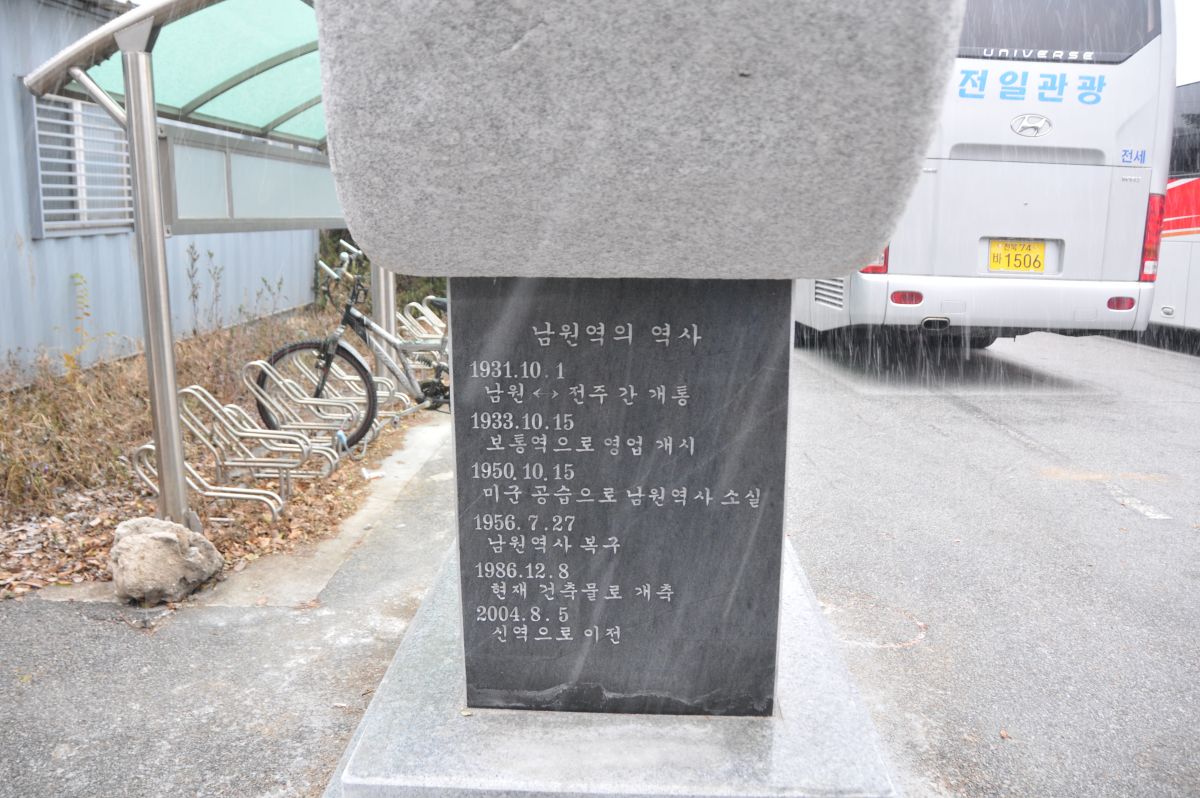 UNIVERSE
전일관광
전세
전북 74
바 1506
남원역의 역사
1931.10.1
남원 <-> 전주 간 개통
1933.10.15
보통역으로 영업 개시
1950.10.15
미군 공습으로 남원역사 소실
1956.7.27
남원역사 복구
1986.12.8
현재 건축물로 개축
2004.8.5
신역으로 이전